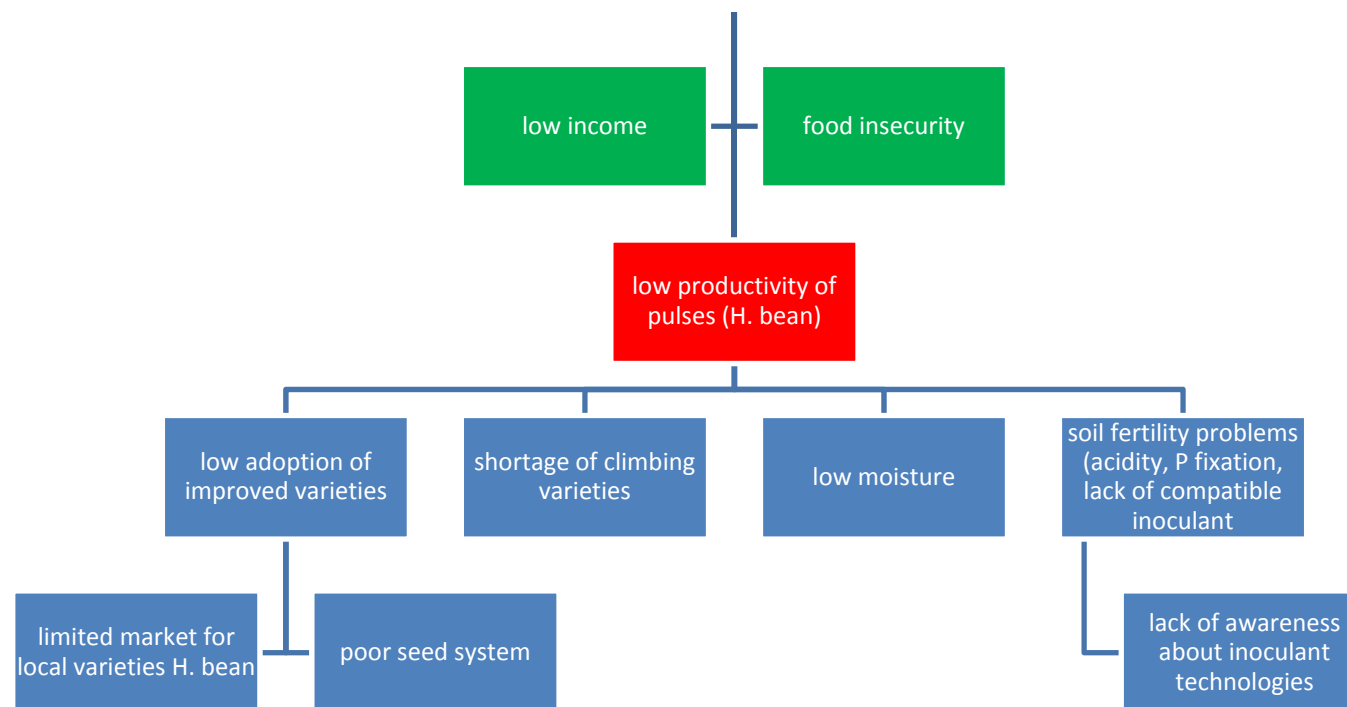 low income
food insecurity
low productivity of
pulses (H. bean)
low adoption of
improved varieties
shortage of climbing
varieties
low moisture
soil fertility problems
(acidity, P fixation,
lack of compatible
inoculant
limited market for
local varieties H. bean
poor seed system
lack of awareness
about inoculant
technologies